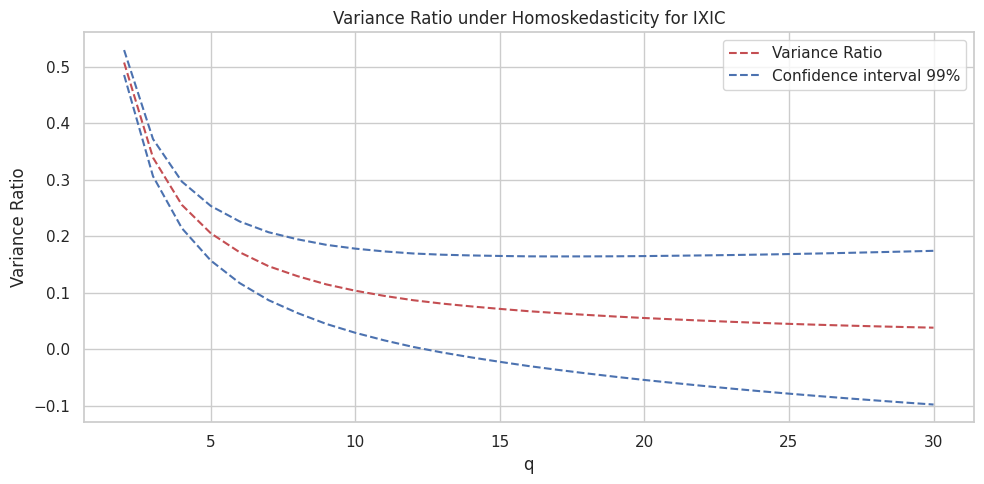 Variance Ratio under Homoskedasticity for IXIC
Variance Ratio
Confidence interval 99%
Variance Ratio
0.5
0.4
0.3
0.2
0.1
0.0
−0.1
5
10
15
20
25
30
q